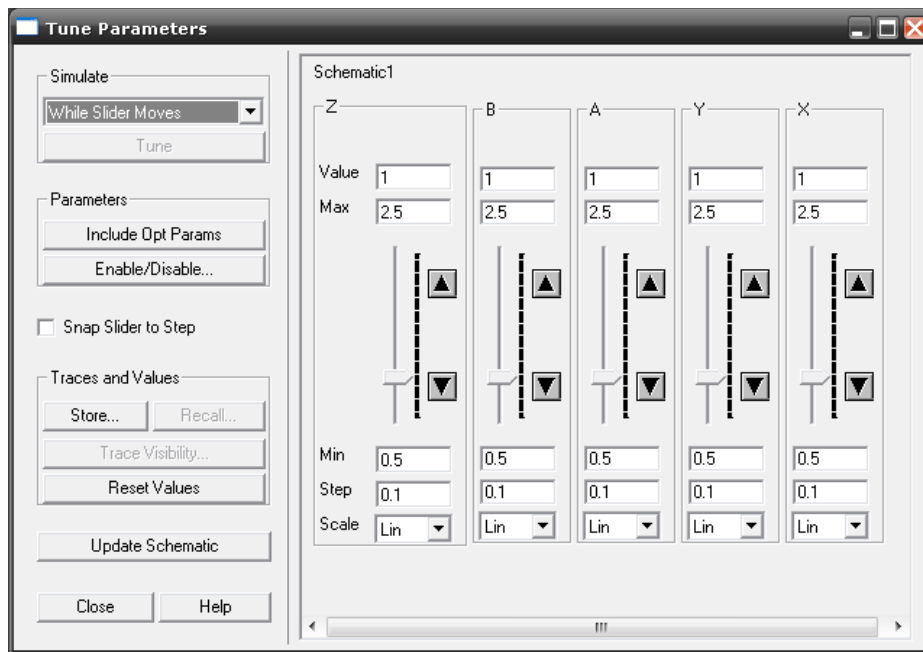 Tune Parameters
Simulate
While Slider Moves
Tune
Parameters
Include Opt Params
Enable/Disable...
Snap Slider to Step
Traces and Values
Store... Recall...
Trace Visibility...
Reset Values
Update Schematic
Close Help
Schematic1
Z B A Y X
Value 1 1 1 1 1
Max 2.5 2.5 2.5 2.5 2.5
Min 0.5 0.5 0.5 0.5 0.5
Step 0.1 0.1 0.1 0.1 0.1
Scale Lin Lin Lin Lin Lin